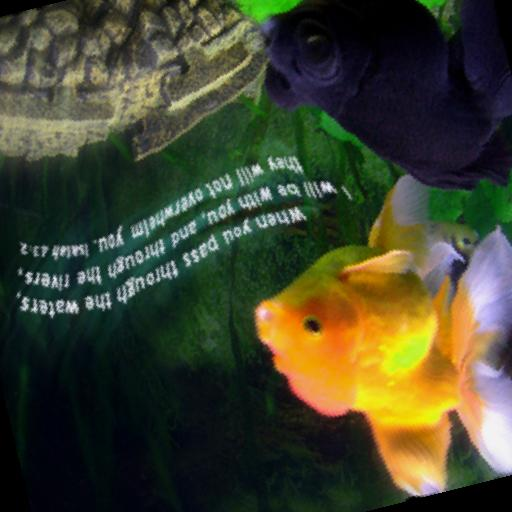 When you pass through the waters,
I will be with you, and through the rivers,
they will not overwhelm you. Isaiah 43:2